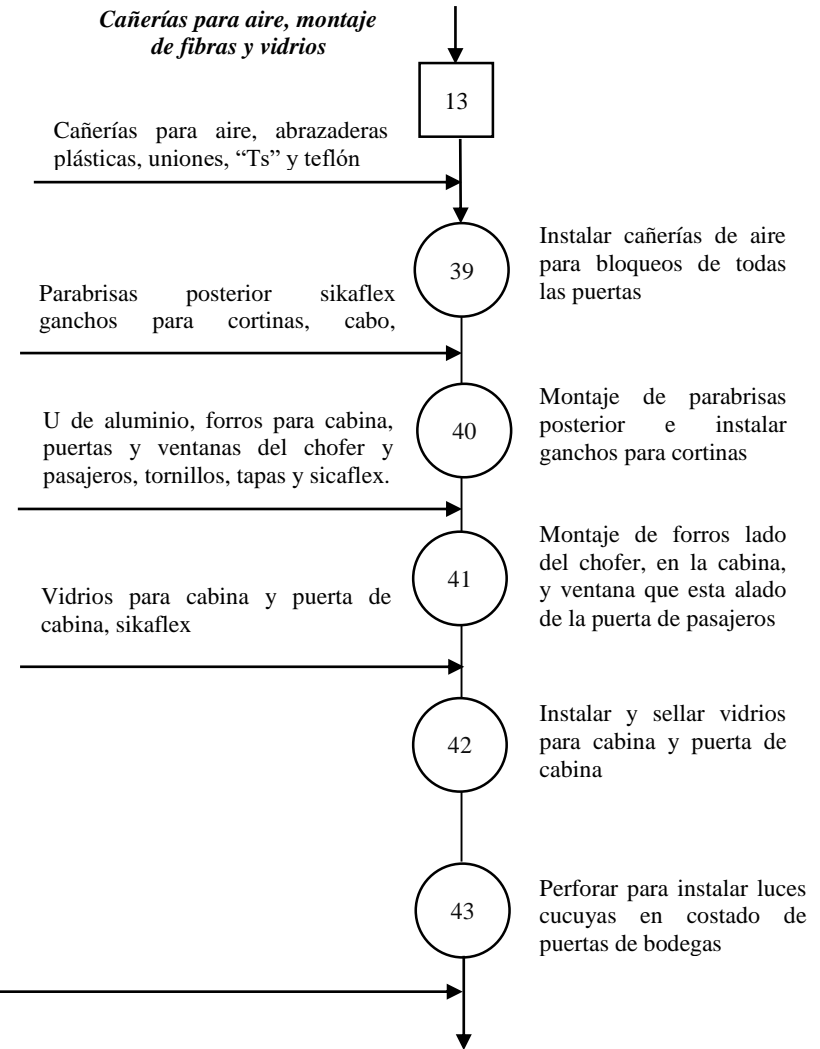 Cañerías para aire, montaje
de fibras y vidrios
13
Cañerías para aire, abrazaderas
plásticas, uniones, “Ts” y teflón
39
Instalar cañerías de aire
para bloqueos de todas
las puertas
Parabrisas posterior sikaflex
ganchos para cortinas, cabo,
40
Montaje de parabrisas
posterior e instalar
ganchos para cortinas
U de aluminio, forros para cabina,
puertas y ventanas del chofer y
pasajeros, tornillos, tapas y sicaflex.
41
Montaje de forros lado
del chofer, en la cabina,
y ventana que esta alado
de la puerta de pasajeros
Vidrios para cabina y puerta de
cabina, sikaflex
42
Instalar y sellar vidrios
para cabina y puerta de
cabina
43
Perforar para instalar luces
cucuyas en costado de
puertas de bodegas